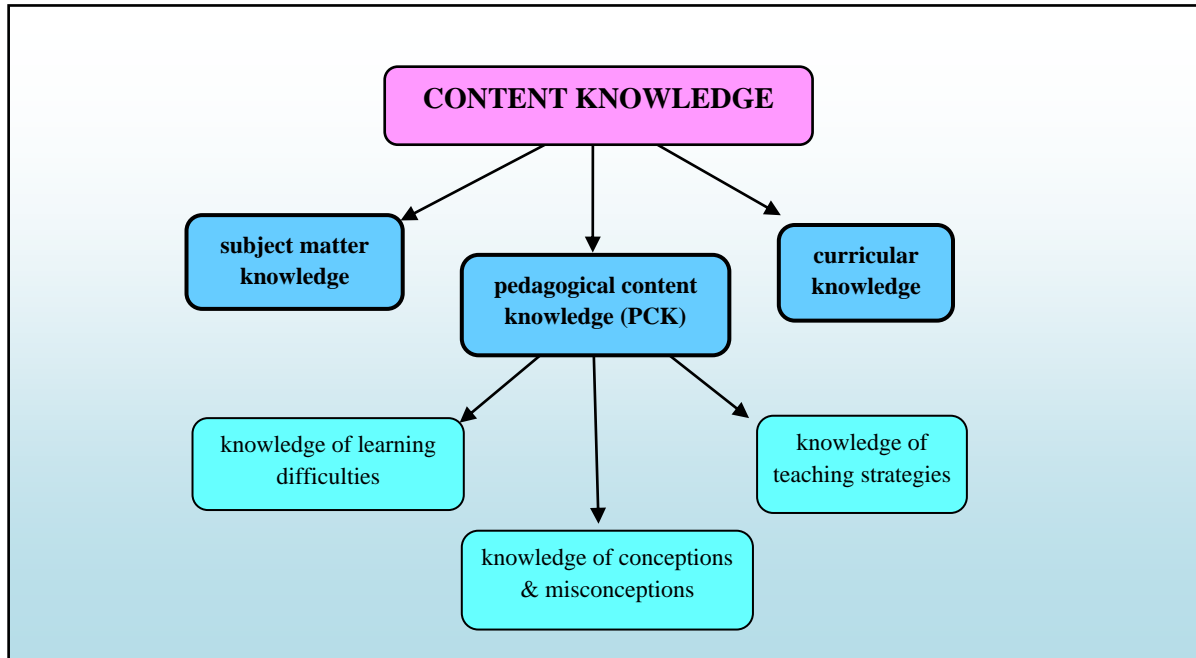 CONTENT KNOWLEDGE
subject matter
knowledge
pedagogical content
knowledge (PCK)
curricular
knowledge
knowledge of learning
difficulties
knowledge of conceptions
& misconceptions
knowledge of
teaching strategies